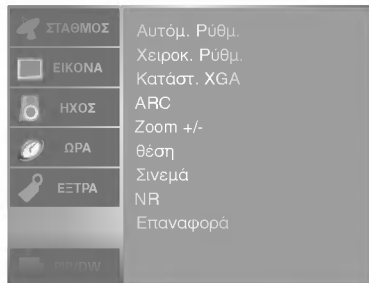 ΣΤΑΘΜΟΣ
ΕΙΚΟΝΑ
ΗΧΟΣ
ΩΡΑ
ΕΞΤΡΑ
Αυτόμ. Ρύθμ.
Χειροκ. Ρύθμ.
Κατάστ. XGA
ARC
Zoom +/-
θέση
Σινεμά
NR
Επαναφορά